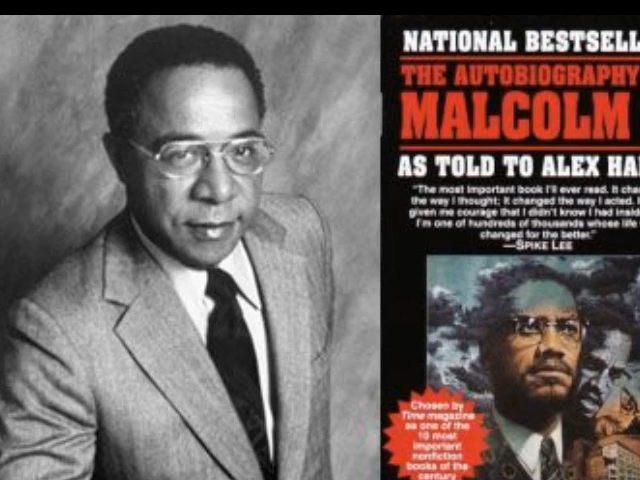 NATIONAL BESTSELL
THE AUTOBIOGRAPHY
MALCOLM
AS TOLD TO ALEX HA
"The most important book I'll ever read. It cha
the way I thought; it changed the way I acted. I
given me courage that I didn't know I had insid
I'm one of hundreds of thousands whose life
changed for the better."
—SPIKE LEE
Chosen by
Time magazine
as one of the
10 most
important
nonfiction
books of the
century